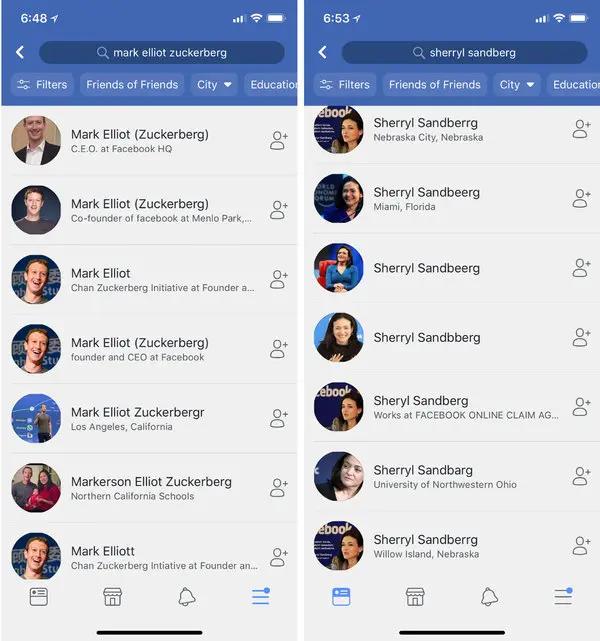 6:48
mark elliot zuckerberg
Filters
Friends of Friends
City
Education
Mark Elliot (Zuckerberg)
C.E.O. at Facebook HQ
Mark Elliot (Zuckerberg)
Co-founder of facebook at Menlo Park,...
Mark Elliot
Chan Zuckerberg Initiative at Founder a...
Mark Elliot (Zuckerberg)
founder and CEO at Facebook
Mark Elliot Zuckerbergr
Los Angeles, California
Markerson Elliot Zuckerberg
Northern California Schools
Mark Elliott
Chan Zuckerberg Intiative at Founder an...
6:53
sherryl sandberg
Filters
Friends of Friends
City
Educatio
Sherryl Sandberrg
Nebraska City, Nebraska
Sherryl Sandbeerg
Miami, Florida
Sherryl Sandbeerg
Sherryl Sandbberg
Sheryl Sandberg
Works at FACEBOOK ONLINE CLAIM AG...
Sherryl Sandbarg
University of Northwestern Ohio
Sherryl Sandberrg
Willow Island, Nebraska